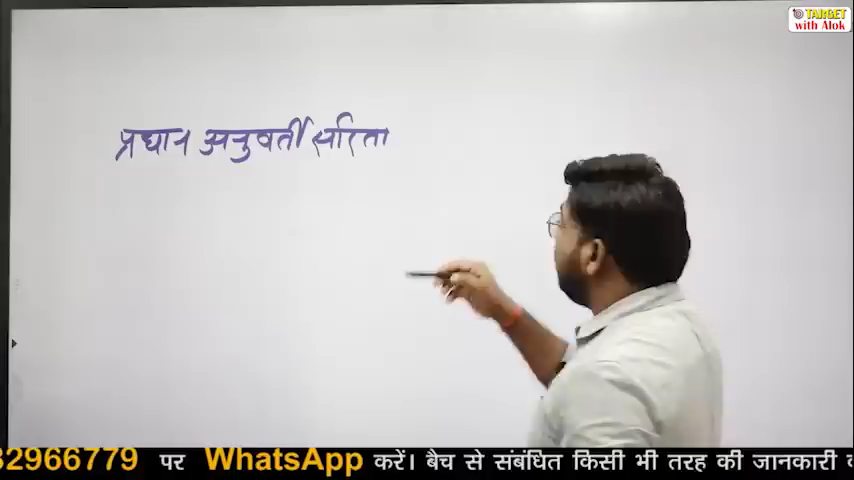 TARGET
with Alok
प्रधान अनुवर्ती सरिता
32966779 पर WhatsApp करें। बैच से संबंधित किसी भी तरह की जानकारी